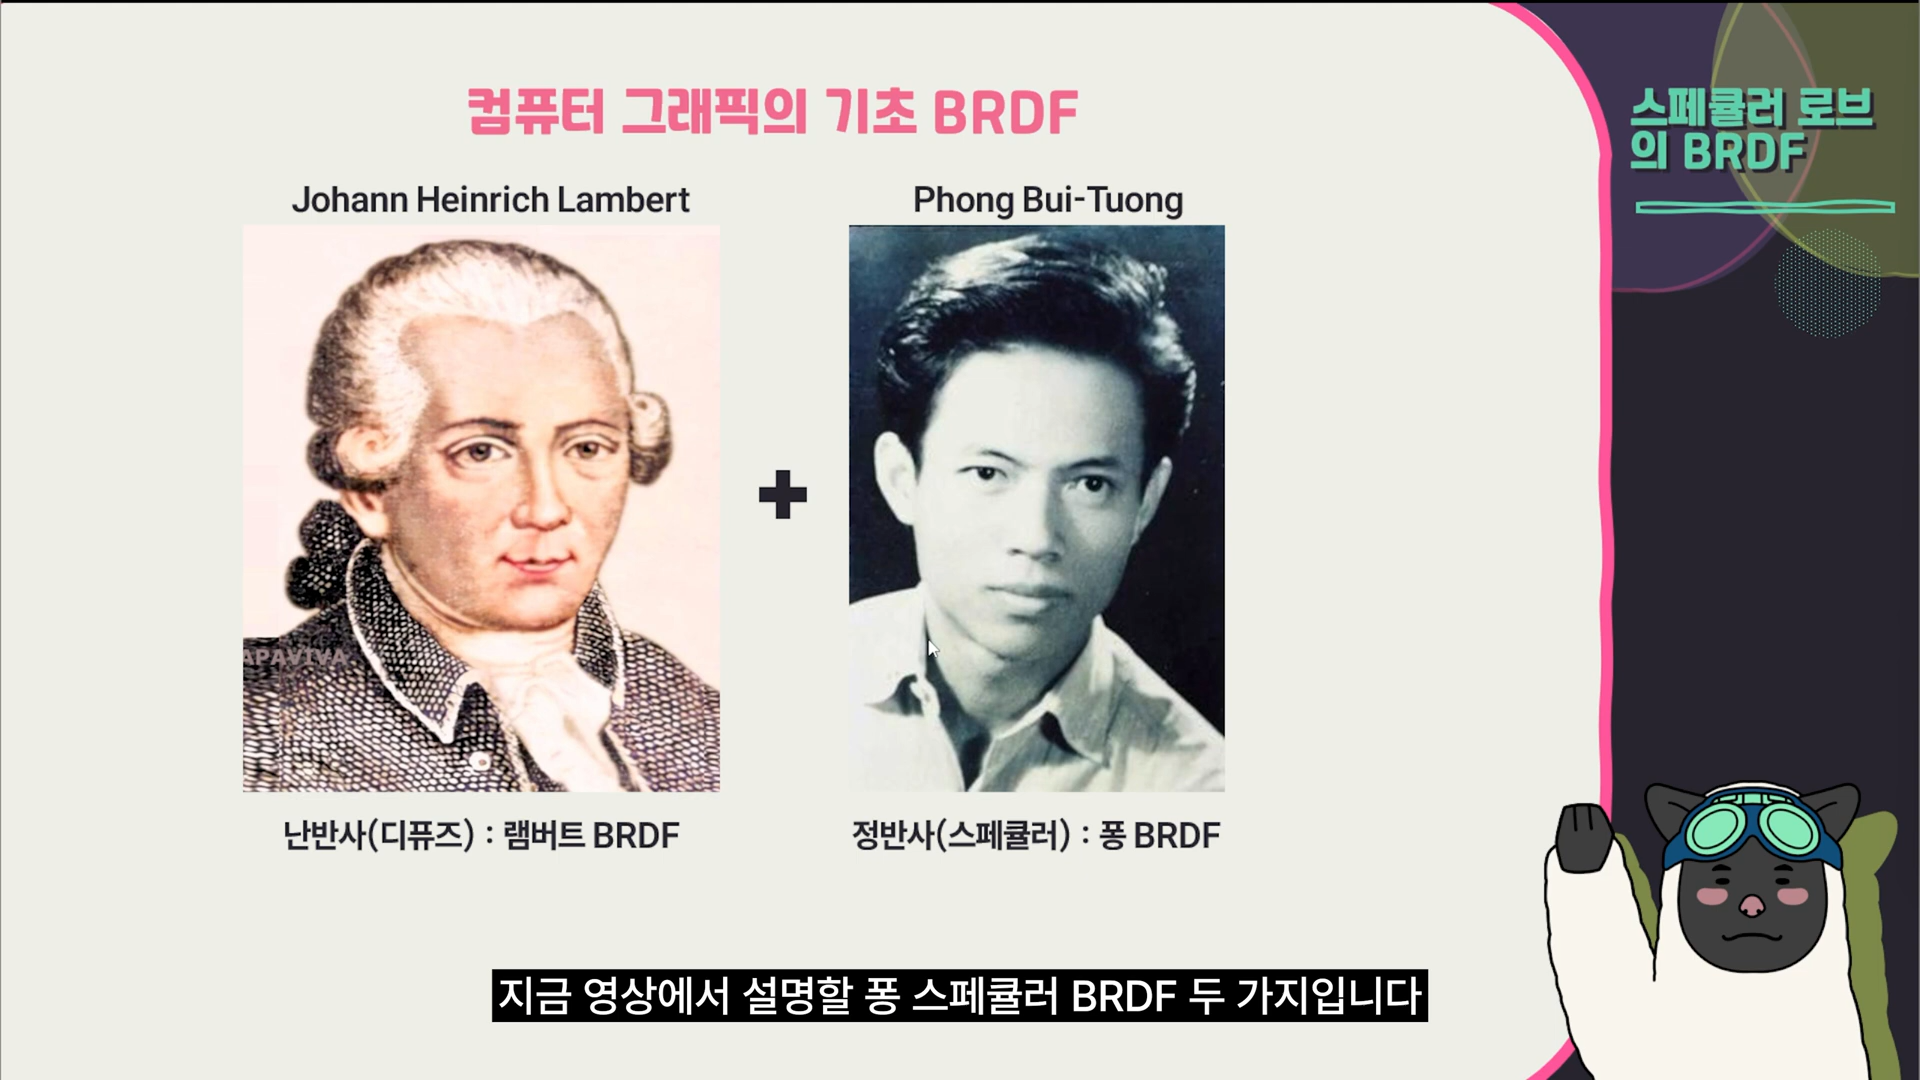 컴퓨터 그래픽의 기초 BRDF
스페큘러 로브
의 BRDF
Johann Heinrich Lambert
Phong Bui-Tuong
APAVIVA
난반사(디퓨즈) : 램버트 BRDF
정반사(스페큘러) : 퐁 BRDF
지금 영상에서 설명할 퐁 스페큘러 BRDF 두 가지입니다